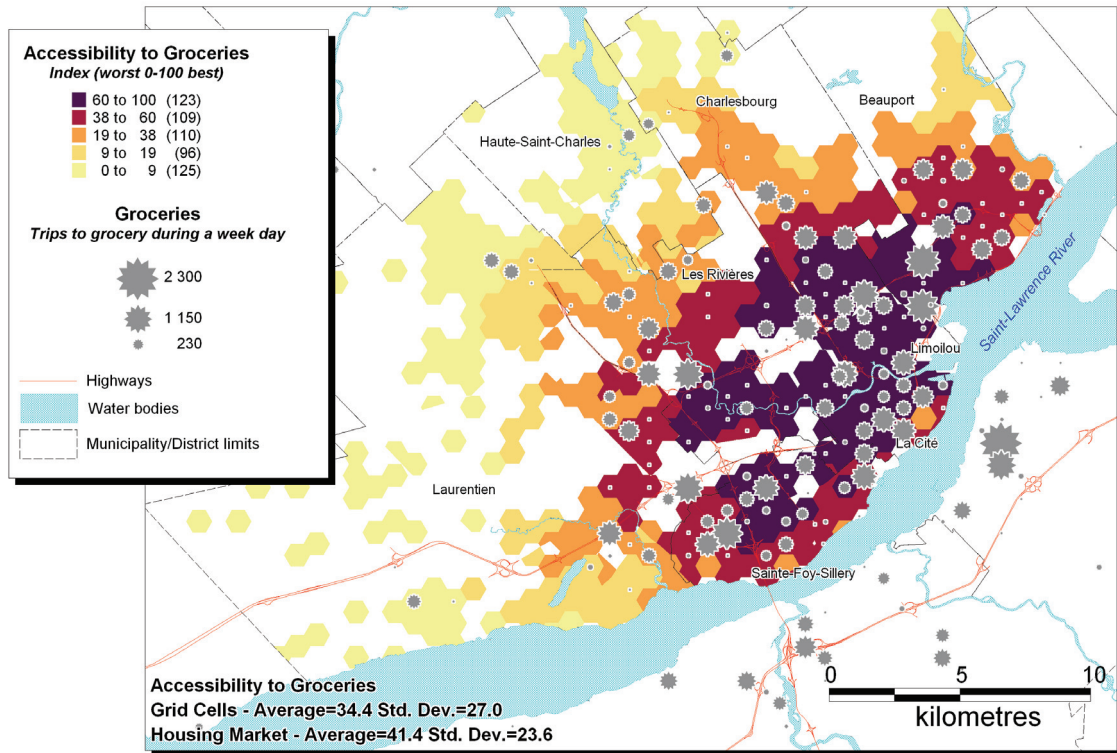 Accessibility to Groceries
Index (worst 0-100 best)
60 to 100 (123)
38 to 60 (109)
19 to 38 (110)
9 to 19 (96)
0 to 9 (125)
Groceries
Trips to grocery during a week day
2 300
1 150
230
Highways
Water bodies
Municipality/District limits
Charlesbourg
Beauport
Haute-Saint-Charles
Les Rivières
Saint-Lawrence River
Limoilou
La Cité
Laurentien
Sainte-Foy-Sillery
Accessibility to Groceries
Grid Cells - Average=34.4 Std. Dev.=27.0
Housing Market - Average=41.4 Std. Dev.=23.6
0 5 10
kilometres